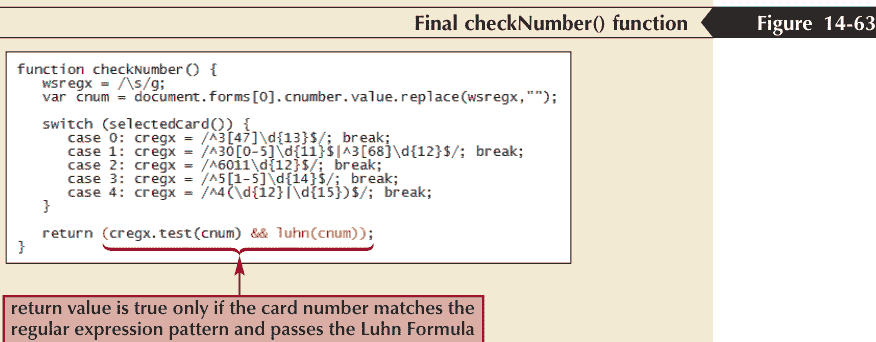 Final checkNumber() function
Figure 14-63
function checkNumber() {
wsregx = /\s/g;
var cnum = document.forms[0].cnumber.value.replace(wsregx,"");
switch (selectedCard()) {
case 0: cregx = /^3[47]\d{13}$/; break;
case 1: cregx = /^30[0-5]\d{11}$|^3[68]\d{12}$/; break;
case 2: cregx = /^6011\d{12}$/; break;
case 3: cregx = /^5[1-5]\d{14}$/; break;
case 4: cregx = /^4(\d{12}|\d{15})$/; break;
}
return (cregx.test(cnum) && luhn(cnum));
}
return value is true only if the card number matches the
regular expression pattern and passes the Luhn Formula